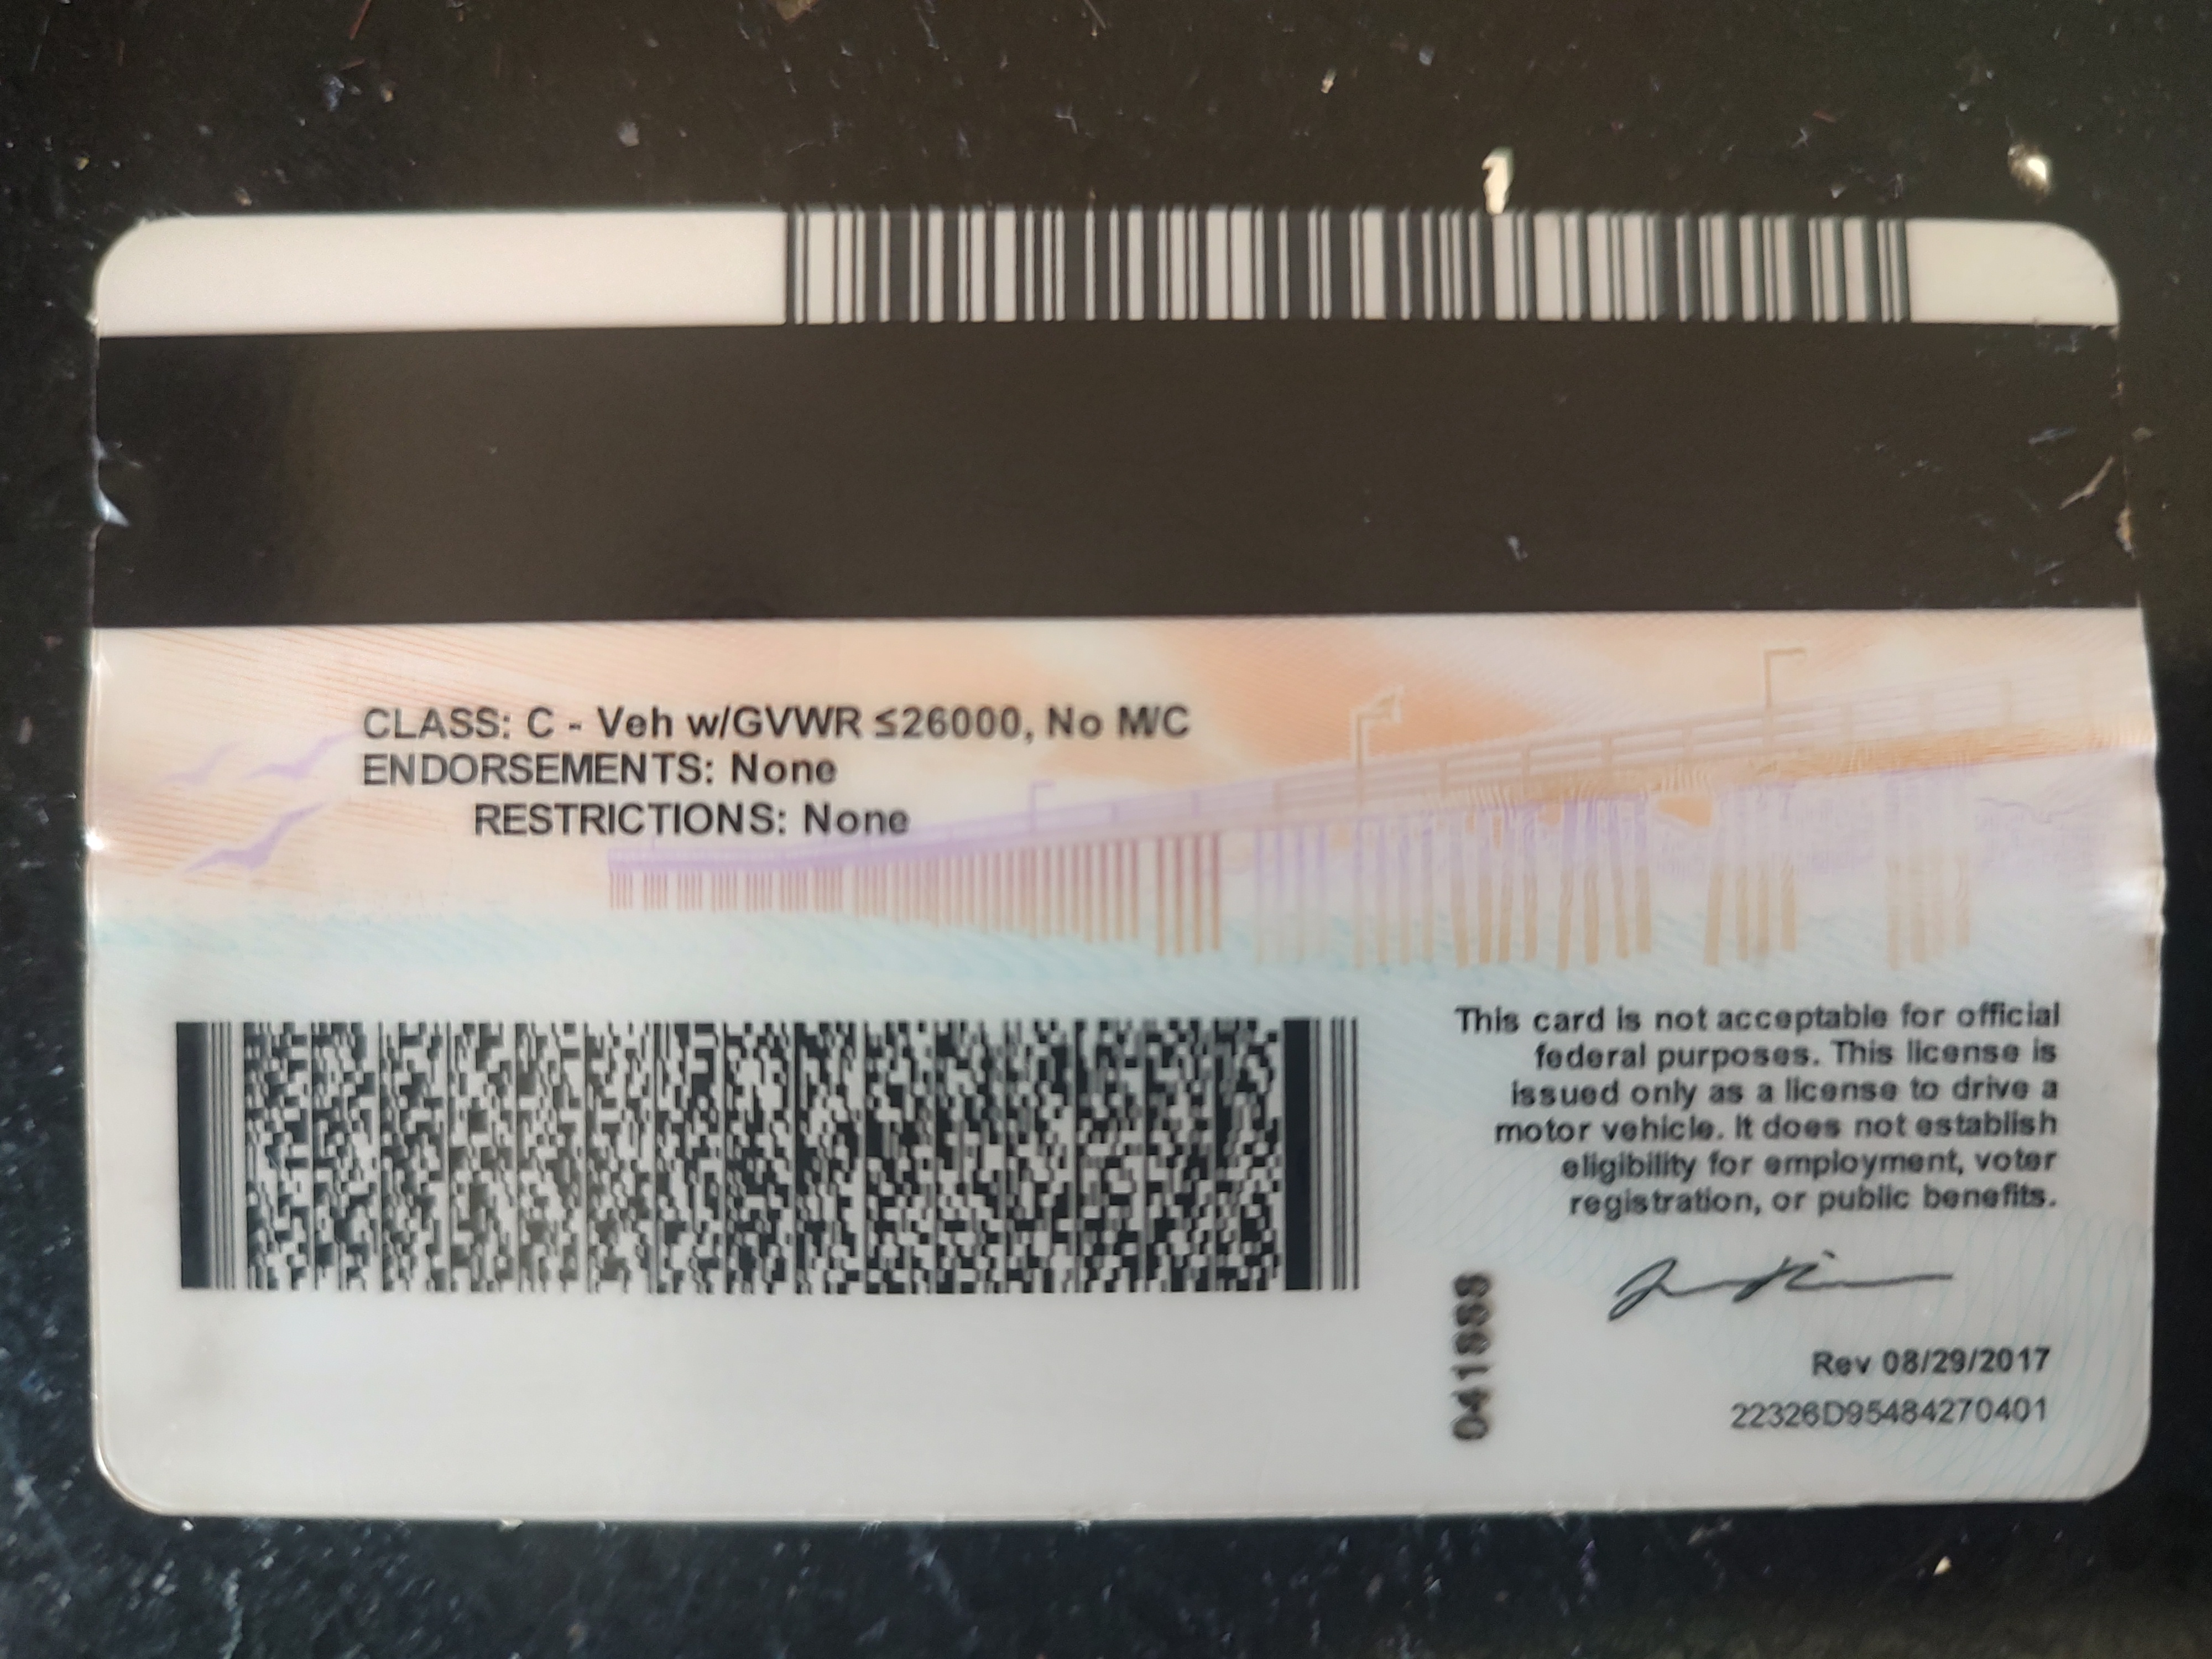 CLASS: C - Veh w/GVWR ≤26000, No M/C
ENDORSEMENTS: None
RESTRICTIONS: None
This card is not acceptable for official
federal purposes. This license is
issued only as a license to drive a
motor vehicle. It does not establish
eligibility for employment, voter
registration, or public benefits.
Rev 08/29/2017
22326D95484270401